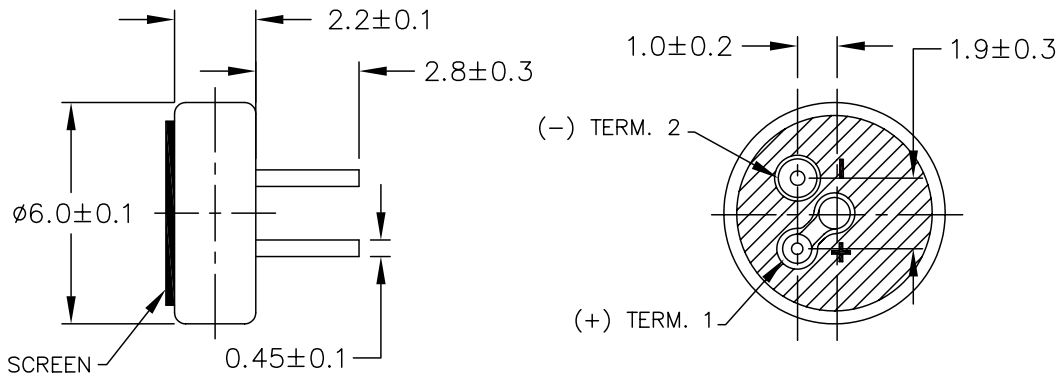 2.2±0.1
2.8±0.3
ø6.0±0.1
SCREEN
0.45±0.1
1.0±0.2
1.9±0.3
(−) TERM. 2
−
+
(+) TERM. 1